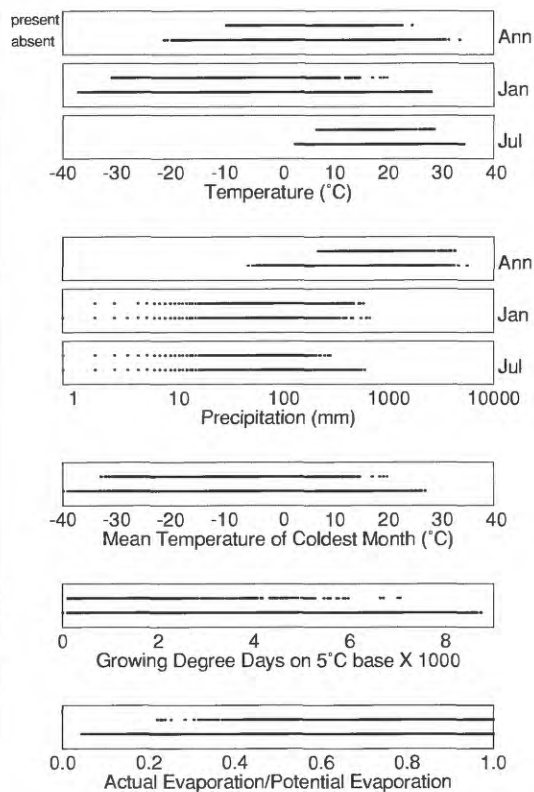 present
absent
Ann
Jan
Jul
-40 -30 -20 -10 0 10 20 30 40
Temperature (˚C)
Ann
Jan
Jul
1 10 100 1000 10000
Precipitation (mm)
-40 -30 -20 -10 0 10 20 30 40
Mean Temperature of Coldest Month (˚C)
0 2 4 6 8
Growing Degree Days on 5˚C base X 1000
0.0 0.2 0.4 0.6 0.8 1.0
Actual Evaporation/Potential Evaporation